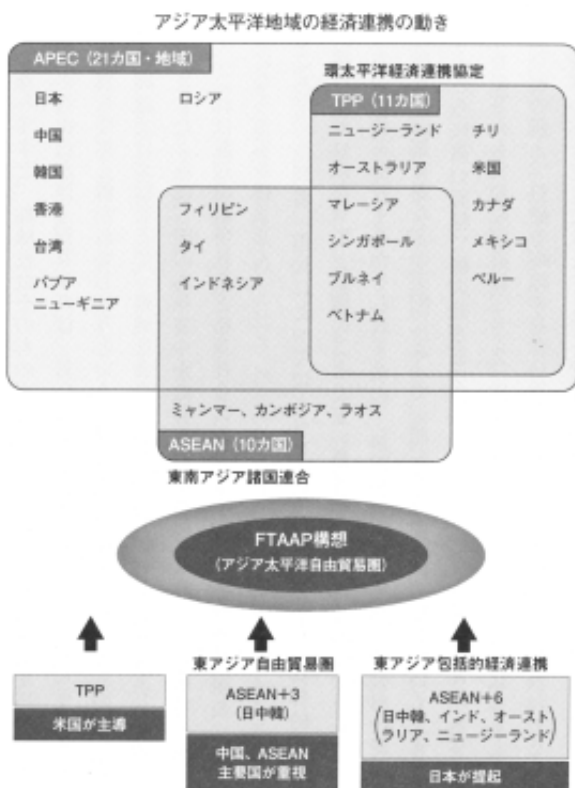 アジア太平洋地域の経済連携の動き
APEC（21カ国・地域）
日本
中国
韓国
香港
台湾
パプア
ニューギニア
ロシア
フィリピン
タイ
インドネシア
環太平洋経済連携協定
TPP（11カ国）
ニュージーランド
オーストラリア
マレーシア
シンガポール
ブルネイ
ベトナム
チリ
米国
カナダ
メキシコ
ペルー
ミャンマー、カンボジア、ラオス
ASEAN（10カ国）
東南アジア諸国連合
FTAAP構想
（アジア太平洋自由貿易圏）
TPP
米国が主導
東アジア自由貿易圏
ASEAN+3
（日中韓）
中国、ASEAN
主要国が重視
東アジア包括的経済連携
ASEAN+6
（日中韓、インド、オースト
ラリア、ニュージーランド）
日本が提起